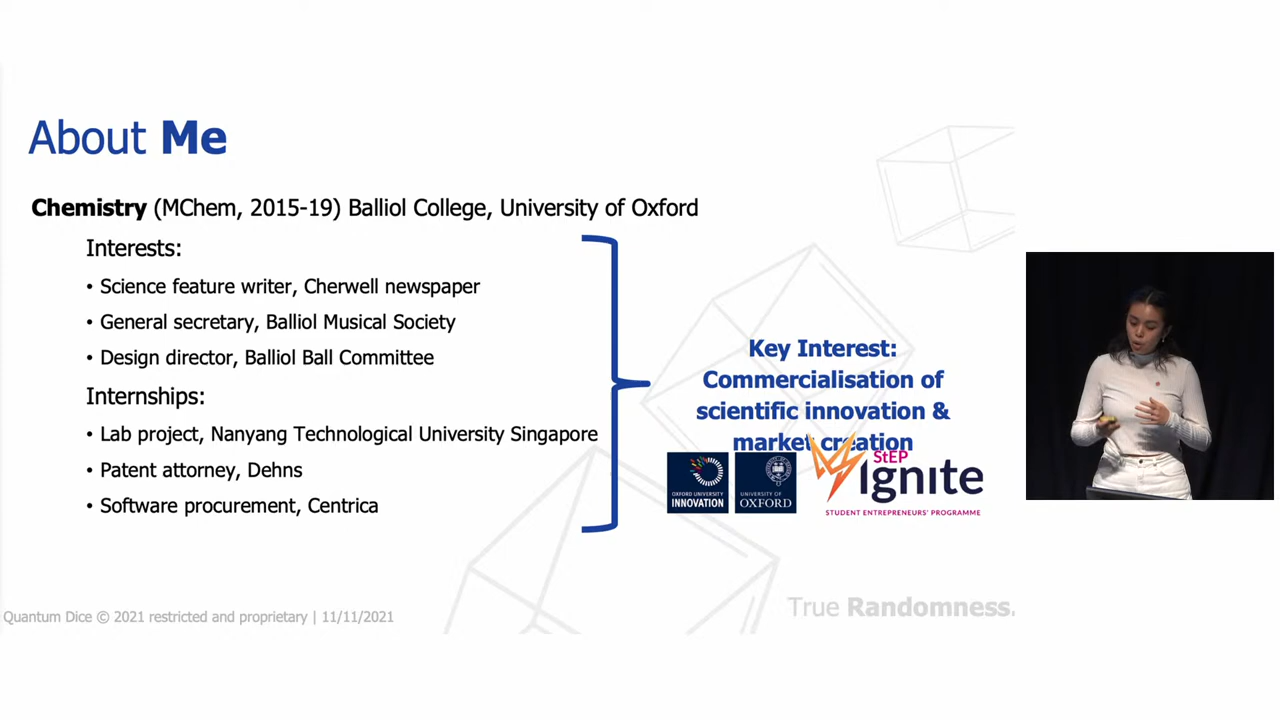 About Me
Chemistry (MChem, 2015-19) Balliol College, University of Oxford
Interests:
• Science feature writer, Cherwell newspaper
• General secretary, Balliol Musical Society
• Design director, Balliol Ball Committee
Internships:
• Lab project, Nanyang Technological University Singapore
• Patent attorney, Dehns
• Software procurement, Centrica
Key Interest:
Commercialisation of
scientific innovation &
market creation
OXFORD UNIVERSITY
INNOVATION
UNIVERSITY OF
OXFORD
StEP
Ignite
STUDENT ENTREPRENEURS' PROGRAMME
Quantum Dice © 2021 restricted and proprietary | 11/11/2021
True Randomness.